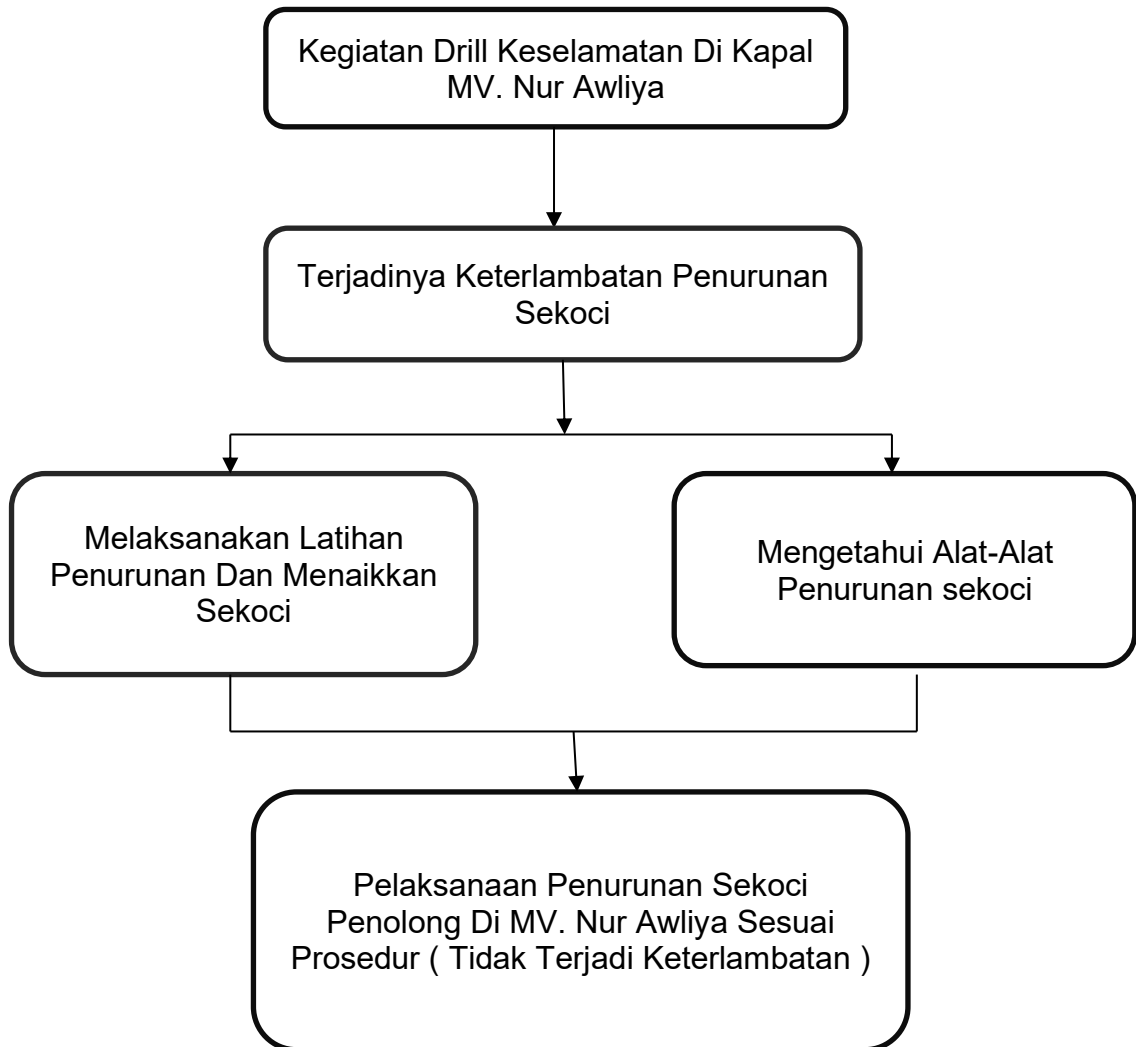 Kegiatan Drill Keselamatan Di Kapal
MV. Nur Awliya
Terjadinya Keterlambatan Penurunan
Sekoci
Melaksanakan Latihan
Penurunan Dan Menaikkan
Sekoci
Mengetahui Alat-Alat
Penurunan sekoci
Pelaksanaan Penurunan Sekoci
Penolong Di MV. Nur Awliya Sesuai
Prosedur ( Tidak Terjadi Keterlambatan )